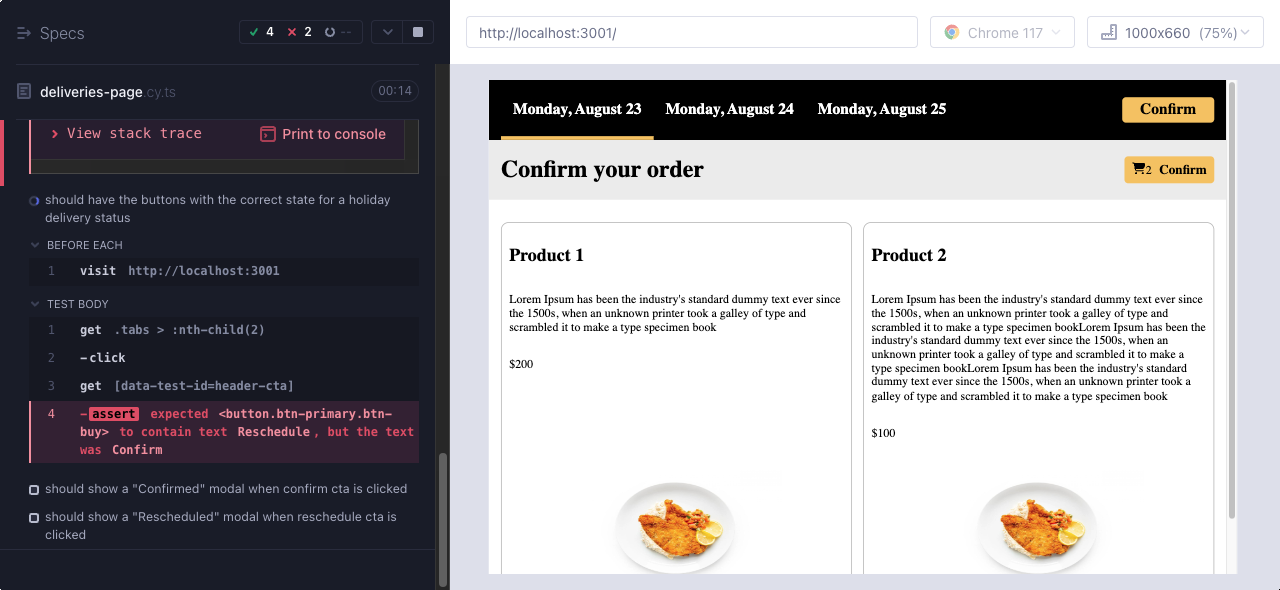 Specs
4
2
--
http://localhost:3001/
Chrome 117
1000x660 (75%)
deliveries-page.cy.ts
00:14
View stack trace
Print to console
should have the buttons with the correct state for a holiday
delivery status
BEFORE EACH
1 visit http://localhost:3001
TEST BODY
1 get .tabs > :nth-child(2)
2 -click
3 get [data-test-id=header-cta]
4 -assert expected <button.btn-primary.btn-
buy> to contain text Reschedule, but the text
was Confirm
should show a "Confirmed" modal when confirm cta is clicked
should show a "Rescheduled" modal when reschedule cta is
clicked
Monday, August 23
Monday, August 24
Monday, August 25
Confirm
Confirm your order
2 Confirm
Product 1
Lorem Ipsum has been the industry's standard dummy text ever since
the 1500s, when an unknown printer took a galley of type and
scrambled it to make a type specimen book
$200
Product 2
Lorem Ipsum has been the industry's standard dummy text ever since
the 1500s, when an unknown printer took a galley of type and
scrambled it to make a type specimen bookLorem Ipsum has been the
industry's standard dummy text ever since the 1500s, when an
unknown printer took a galley of type and scrambled it to make a
type specimen bookLorem Ipsum has been the industry's standard
dummy text ever since the 1500s, when an unknown printer took a
galley of type and scrambled it to make a type specimen book
$100